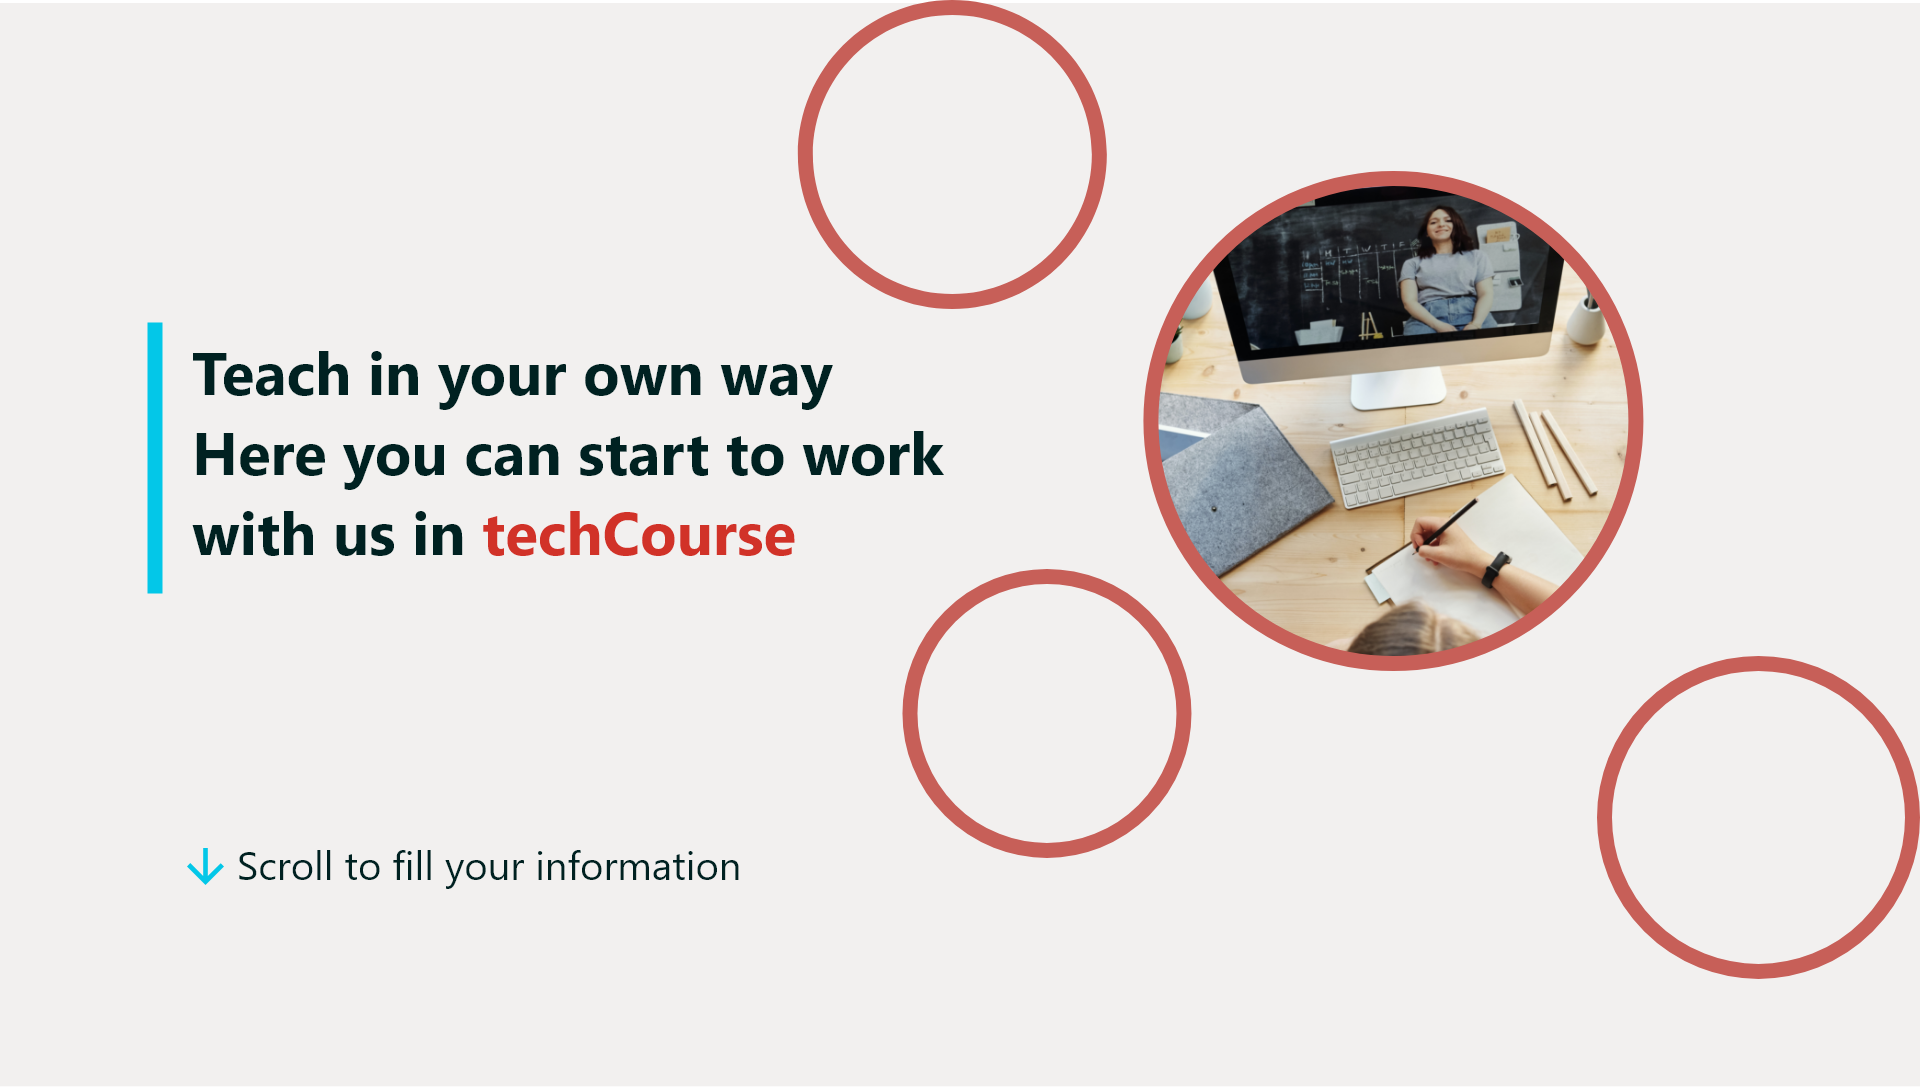 Teach in your own way
Here you can start to work
with us in techCourse
Scroll to fill your information